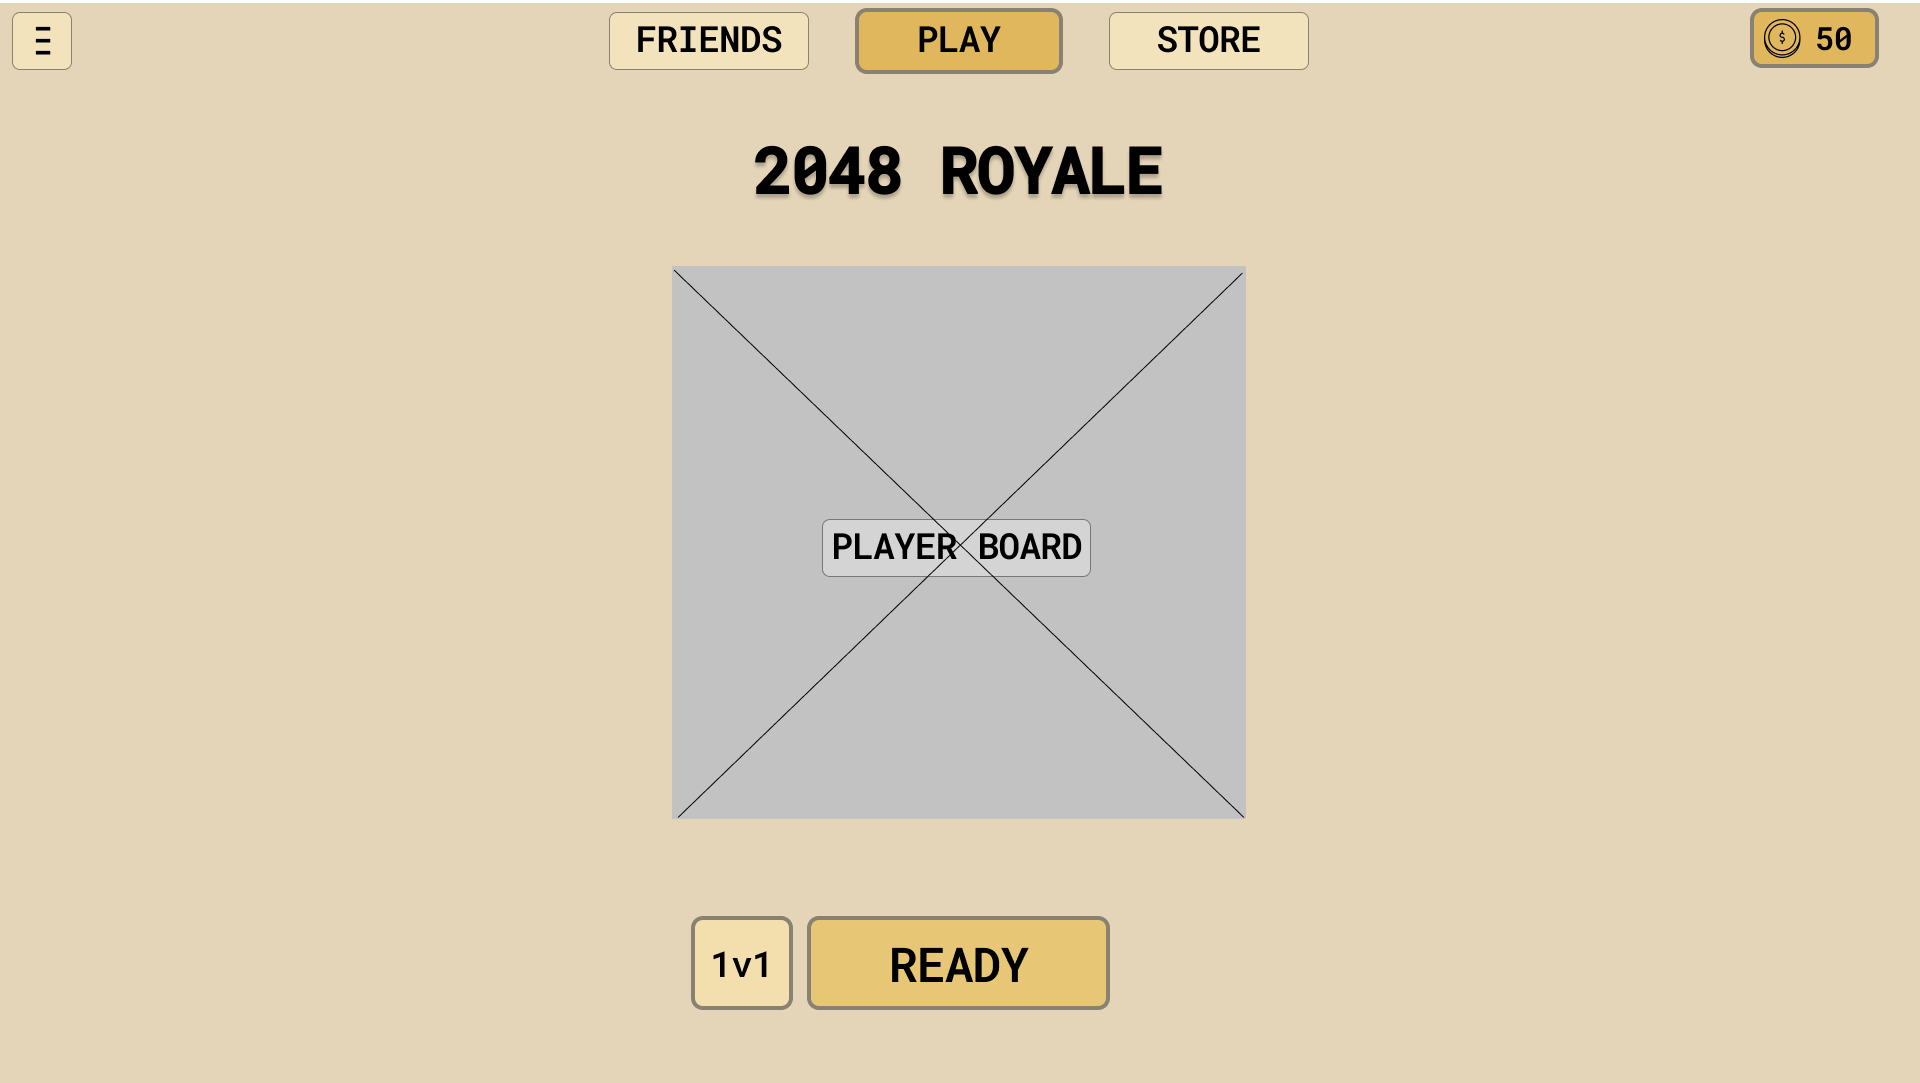 FRIENDS
PLAY
STORE
$ 50
2048 ROYALE
PLAYER BOARD
1v1
READY